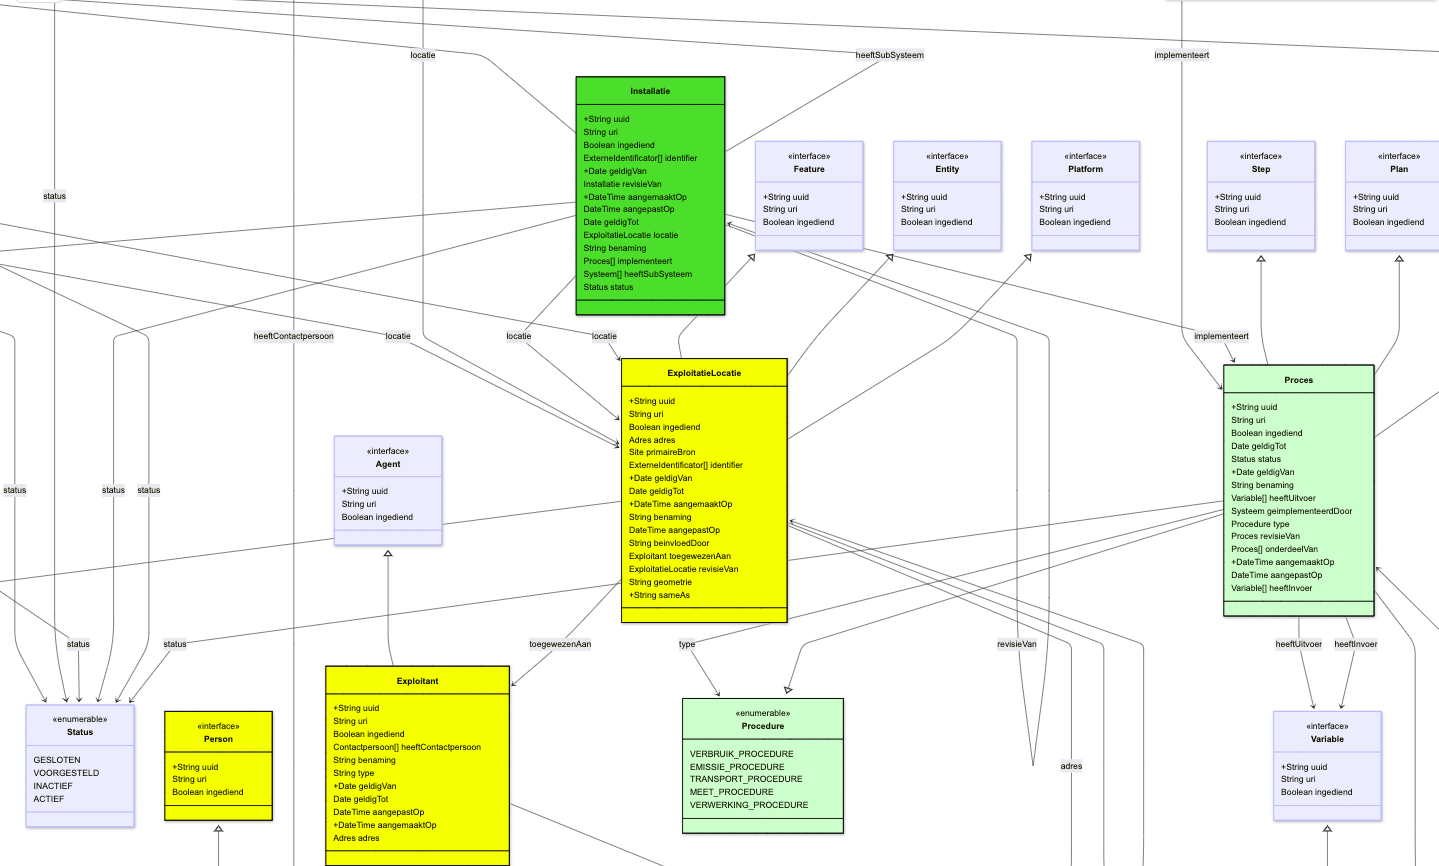 locatie
heeftSubSysteem
implementeert
Installatie
+String uuid
String uri
Boolean ingediend
ExterneIdentificator[] identifier
+Date geldigVan
Installatie revisieVan
+DateTime aangemaaktOp
DateTime aangepastOp
Date geldigTot
ExploitatieLocatie locatie
String benaming
Proces[] implementeert
Systeem[] heeftSubSysteem
Status status
«interface»
Feature
+String uuid
String uri
Boolean ingediend
«interface»
Entity
+String uuid
String uri
Boolean ingediend
«interface»
Platform
+String uuid
String uri
Boolean ingediend
«interface»
Step
+String uuid
String uri
Boolean ingediend
«interface»
Plan
+String uuid
String uri
Boolean ingediend
status
heeftContactpersoon
locatie
locatie
locatie
implementeert
ExploitatieLocatie
+String uuid
String uri
Boolean ingediend
Adres adres
Site primaireBron
ExterneIdentificator[] identifier
+Date geldigVan
Date geldigTot
+DateTime aangemaaktOp
String benaming
DateTime aangepastOp
String beinvloedDoor
Exploitant toegewezenAan
ExploitatieLocatie revisieVan
String geometrie
+String sameAs
Proces
+String uuid
String uri
Boolean ingediend
Date geldigTot
Status status
+Date geldigVan
String benaming
Variable[] heeftUitvoer
Systeem geimplementeerdDoor
Procedure type
Proces revisieVan
Proces[] onderdeelVan
+DateTime aangemaaktOp
DateTime aangepastOp
Variable[] heeftInvoer
«interface»
Agent
+String uuid
String uri
Boolean ingediend
status
status
status
status
status
toegewezenAan
type
revisieVan
heeftUitvoer
heeftInvoer
«enumerable»
Status
GESLOTEN
VOORGESTELD
INACTIEF
ACTIEF
«interface»
Person
+String uuid
String uri
Boolean ingediend
Exploitant
+String uuid
String uri
Boolean ingediend
Contactpersoon[] heeftContactpersoon
String benaming
String type
+Date geldigVan
Date geldigTot
DateTime aangepastOp
+DateTime aangemaaktOp
Adres adres
«enumerable»
Procedure
VERBRUIK_PROCEDURE
EMISSIE_PROCEDURE
TRANSPORT_PROCEDURE
MEET_PROCEDURE
VERWERKING_PROCEDURE
adres
«interface»
Variable
+String uuid
String uri
Boolean ingediend